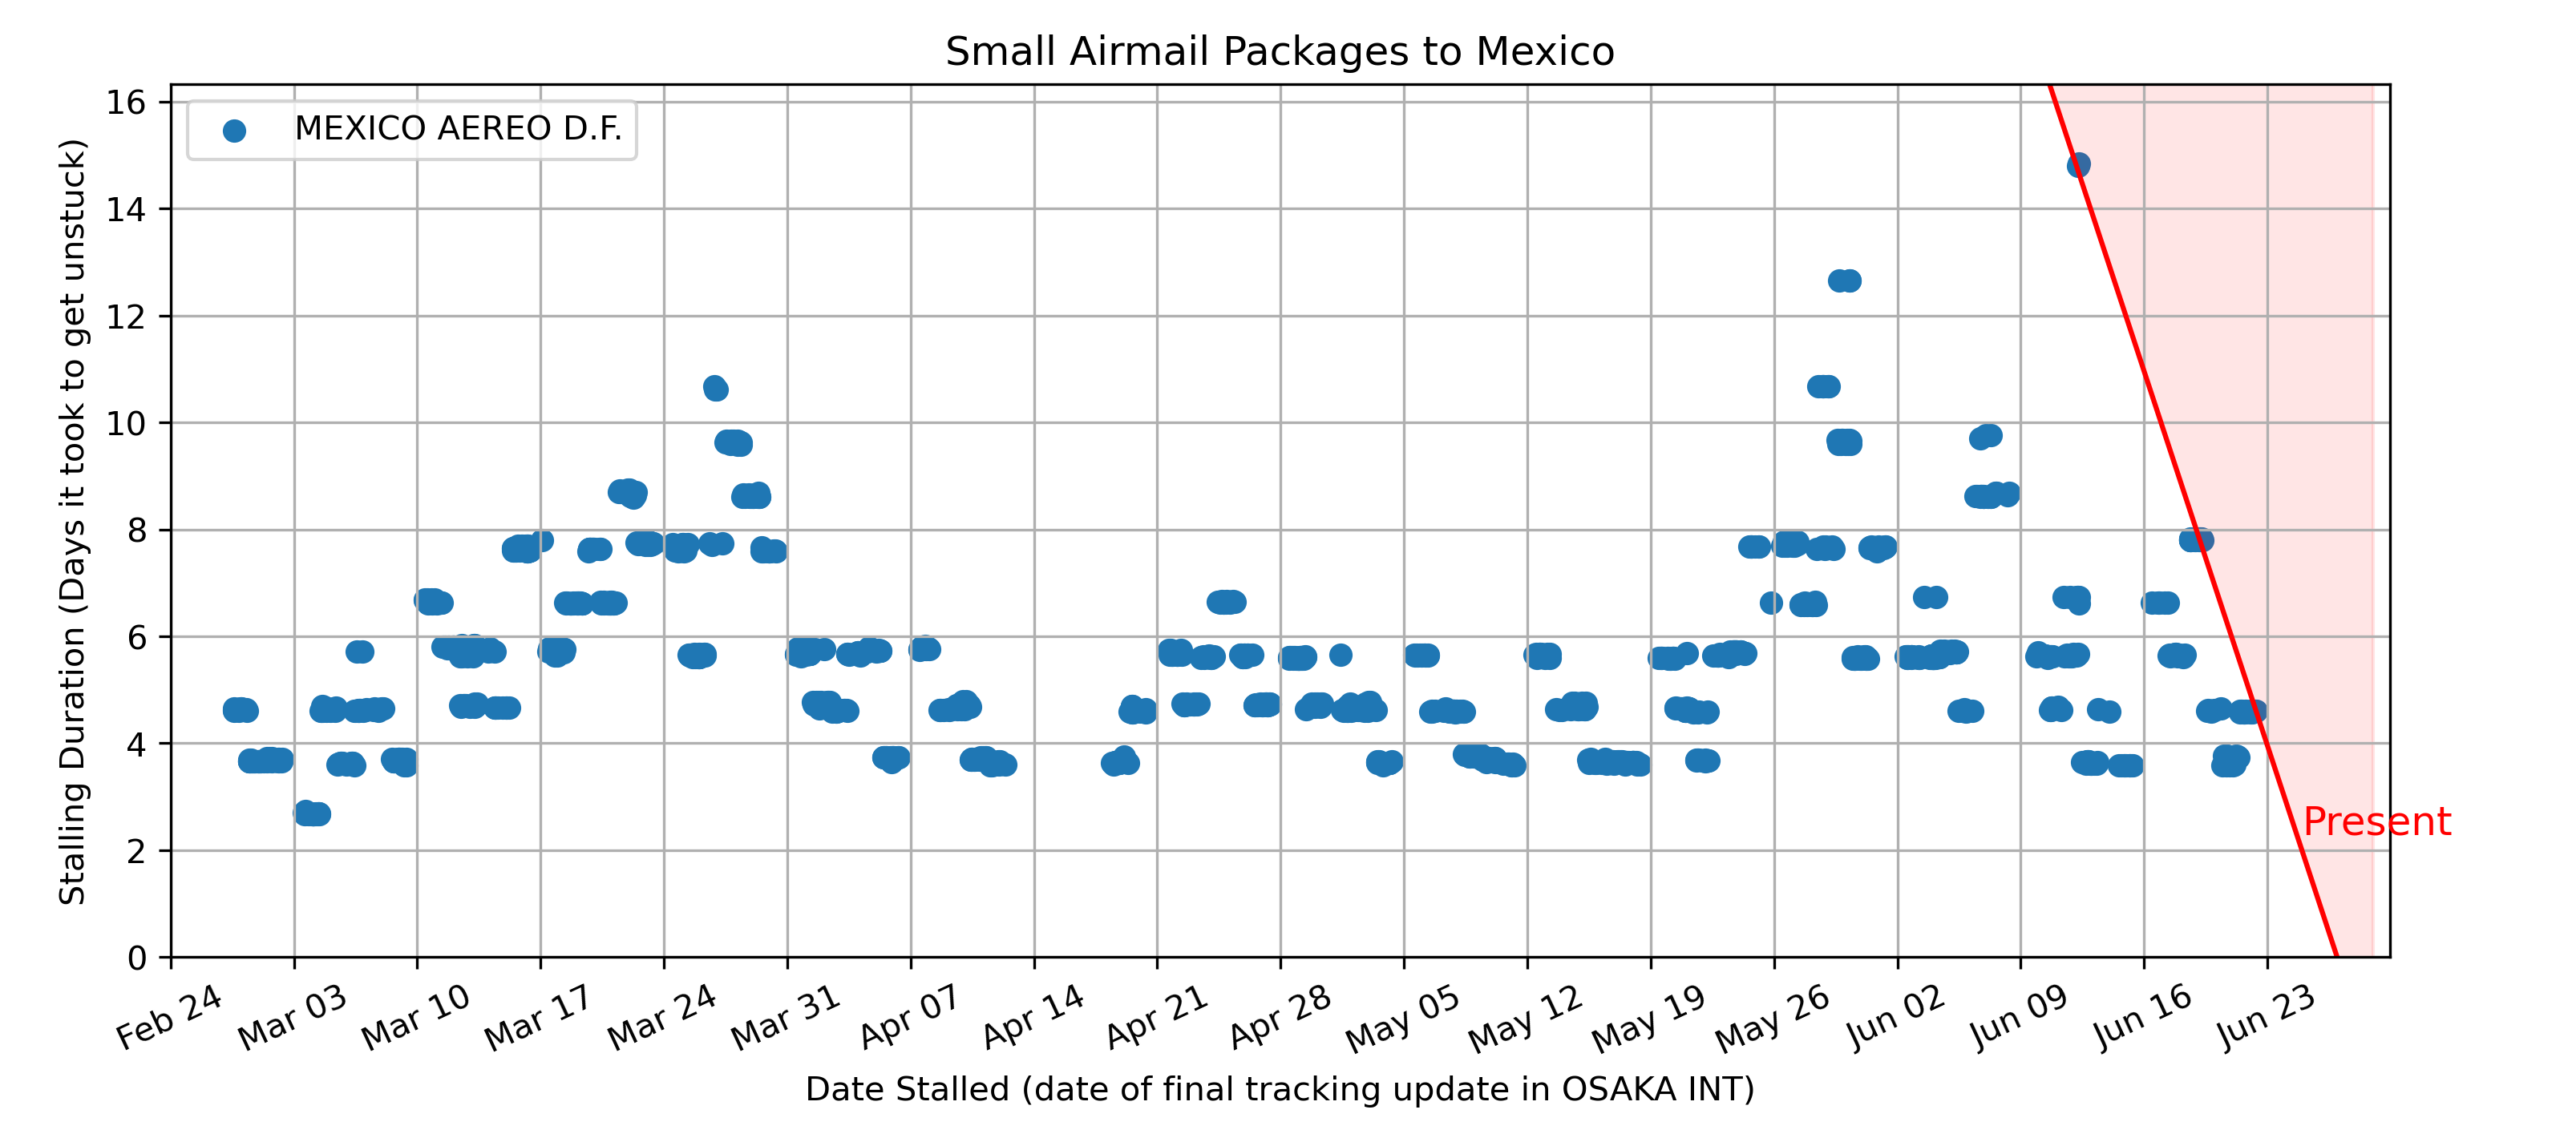 Small Airmail Packages to Mexico
MEXICO AEREO D.F.
Stalling Duration (Days it took to get unstuck)
16
14
12
10
8
6
4
2
0
Present
Feb 24
Mar 03
Mar 10
Mar 17
Mar 24
Mar 31
Apr 07
Apr 14
Apr 21
Apr 28
May 05
May 12
May 19
May 26
Jun 02
Jun 09
Jun 16
Jun 23
Date Stalled (date of final tracking update in OSAKA INT)